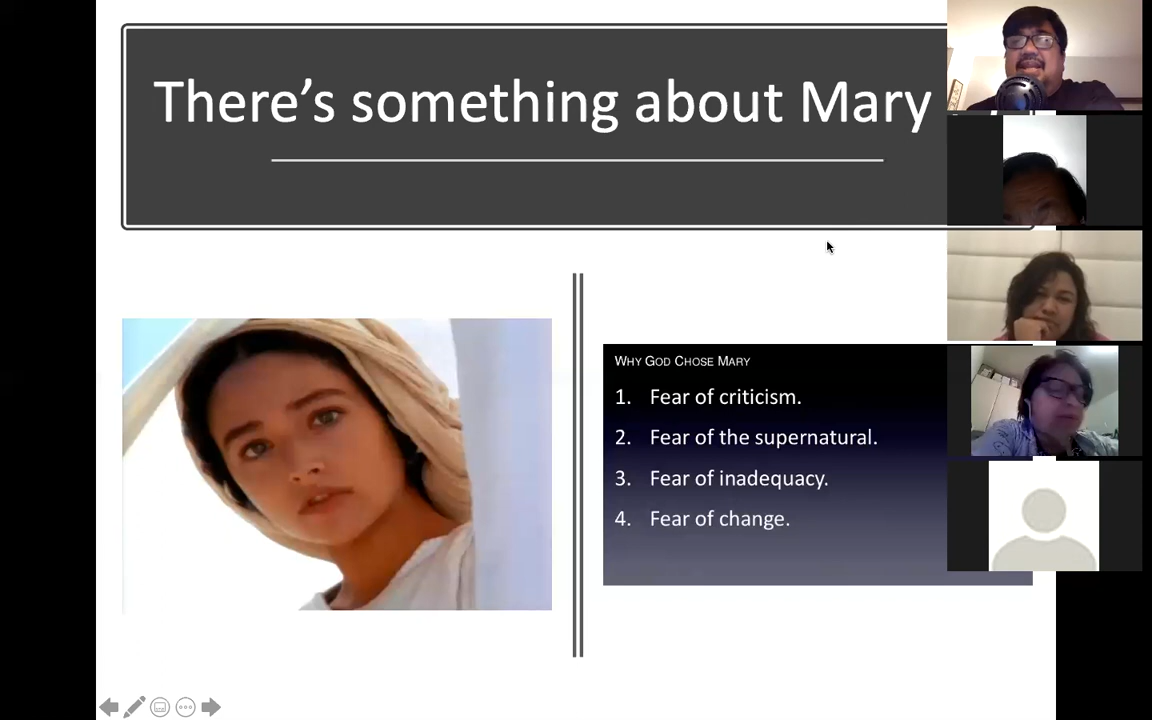 There’s something about Mary
WHY GOD CHOSE MARY
1. Fear of criticism.
2. Fear of the supernatural.
3. Fear of inadequacy.
4. Fear of change.